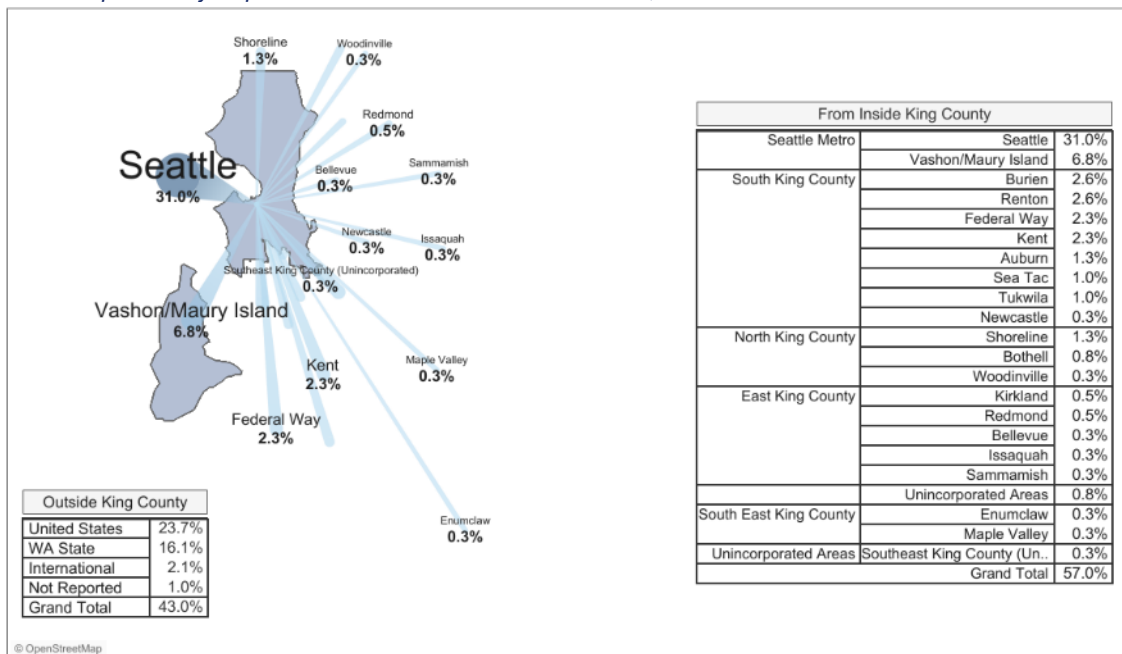 Shoreline
1.3%
Woodinville
0.3%
Redmond
0.5%
Seattle
31.0%
Bellevue
0.3%
Sammamish
0.3%
Newcastle
0.3%
Issaquah
0.3%
Southeast King County (Unincorporated)
0.3%
Vashon/Maury Island
6.8%
Kent
2.3%
Maple Valley
0.3%
Federal Way
2.3%
Enumclaw
0.3%
Outside King County
United States 23.7%
WA State 16.1%
International 2.1%
Not Reported 1.0%
Grand Total 43.0%
© OpenStreetMap
From Inside King County
Seattle Metro Seattle 31.0%
Vashon/Maury Island 6.8%
South King County Burien 2.6%
Renton 2.6%
Federal Way 2.3%
Kent 2.3%
Auburn 1.3%
Sea Tac 1.0%
Tukwila 1.0%
Newcastle 0.3%
North King County Shoreline 1.3%
Bothell 0.8%
Woodinville 0.3%
East King County Kirkland 0.5%
Redmond 0.5%
Bellevue 0.3%
Issaquah 0.3%
Sammamish 0.3%
Unincorporated Areas 0.8%
South East King County Enumclaw 0.3%
Maple Valley 0.3%
Unincorporated Areas Southeast King County (Un.. 0.3%
Grand Total 57.0%